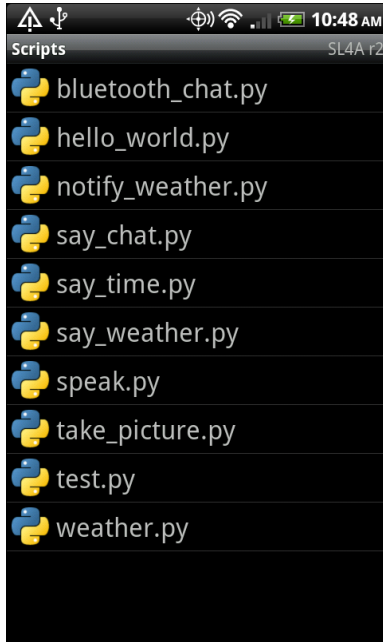 10:48 AM
Scripts SL4A r2
bluetooth_chat.py
hello_world.py
notify_weather.py
say_chat.py
say_time.py
say_weather.py
speak.py
take_picture.py
test.py
weather.py